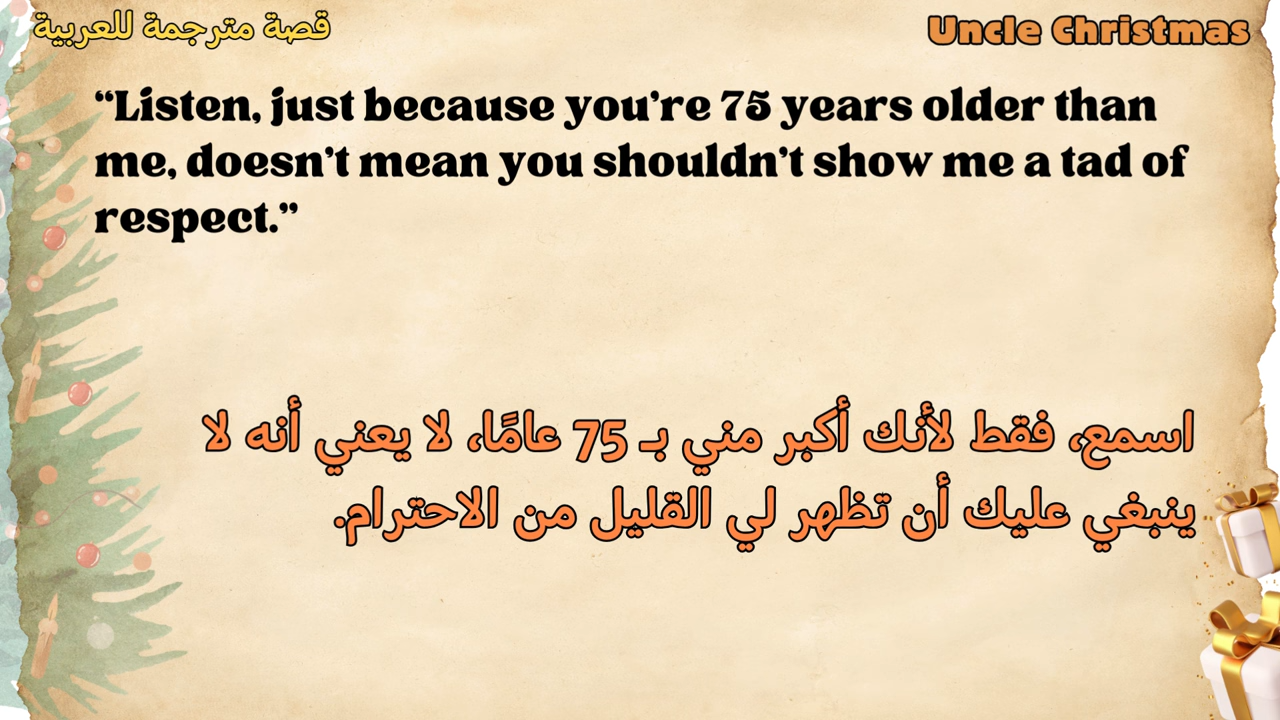 قصة مترجمة للعربية
Uncle Christmas
“Listen, just because you’re 75 years older than
me, doesn’t mean you shouldn’t show me a tad of
respect.”
اسمع، فقط لأنك أكبر مني بـ 75 عامًا، لا يعني أنه لا
ينبغي عليك أن تظهر لي القليل من الاحترام.